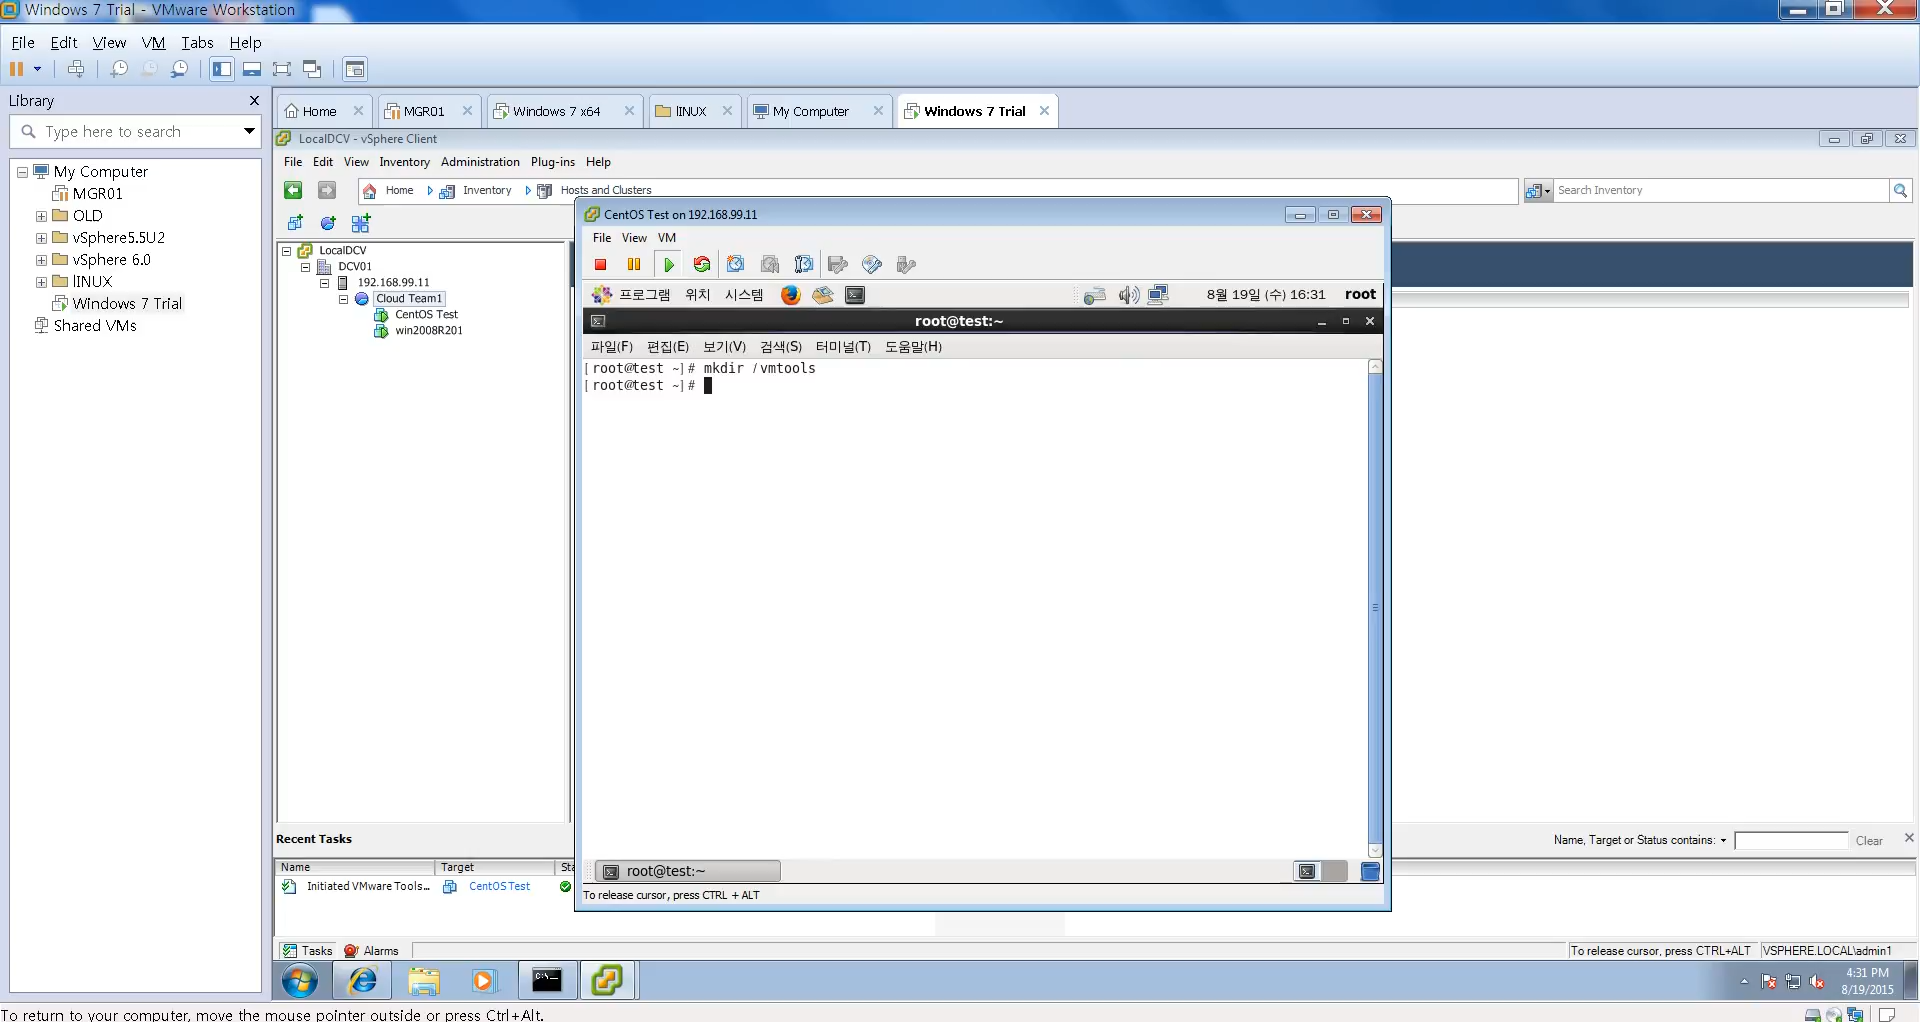 Windows 7 Trial - VMware Workstation
File Edit View VM Tabs Help
Library
Type here to search
My Computer
MGR01
OLD
vSphere5.5U2
vSphere 6.0
lINUX
Windows 7 Trial
Shared VMs
Home MGR01 Windows 7 x64 lINUX My Computer Windows 7 Trial
LocalDCV - vSphere Client
File Edit View Inventory Administration Plug-ins Help
Home Inventory Hosts and Clusters
Search Inventory
LocalDCV
DCV01
192.168.99.11
Cloud Team1
CentOS Test
win2008R201
CentOS Test on 192.168.99.11
File View VM
프로그램 위치 시스템 8월 19일 (수) 16:31 root
root@test:~
파일(F) 편집(E) 보기(V) 검색(S) 터미널(T) 도움말(H)
[root@test ~]# mkdir /vmtools
[root@test ~]#
root@test:~
To release cursor, press CTRL + ALT
Recent Tasks
Name, Target or Status contains: Clear
Name Target Sta
Initiated VMware Tools... CentOS Test
Tasks Alarms
To release cursor, press CTRL+ALT VSPHERE.LOCAL\admin1
4:31 PM
8/19/2015
To return to your computer, move the mouse pointer outside or press Ctrl+Alt.